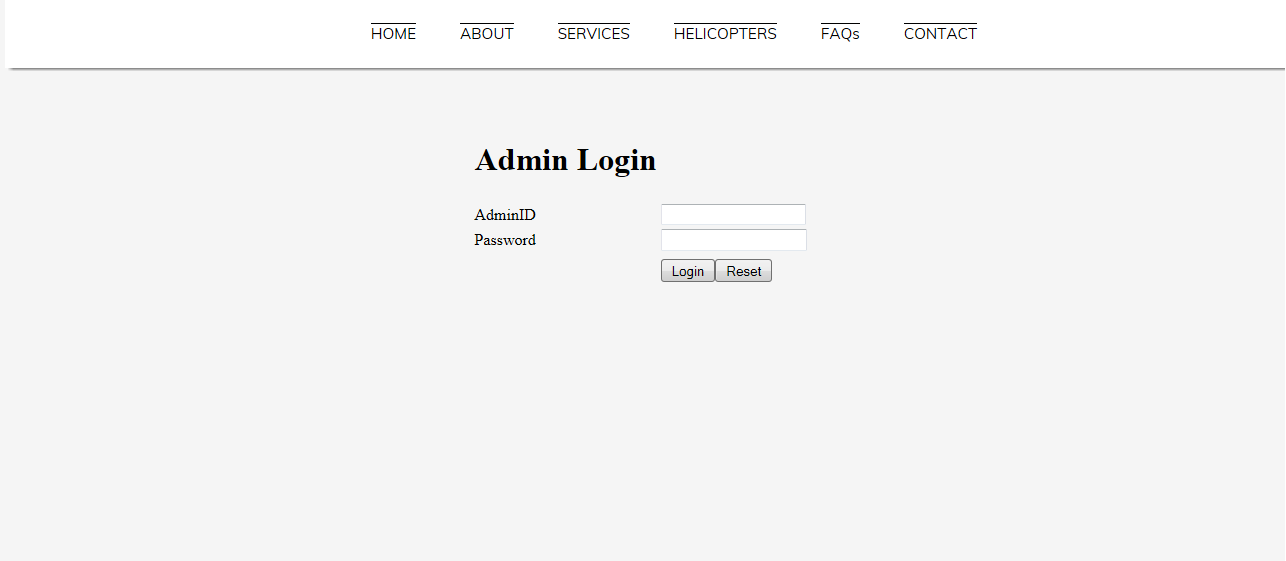 HOME ABOUT SERVICES HELICOPTERS FAQs CONTACT
Admin Login
AdminID
Password
Login Reset